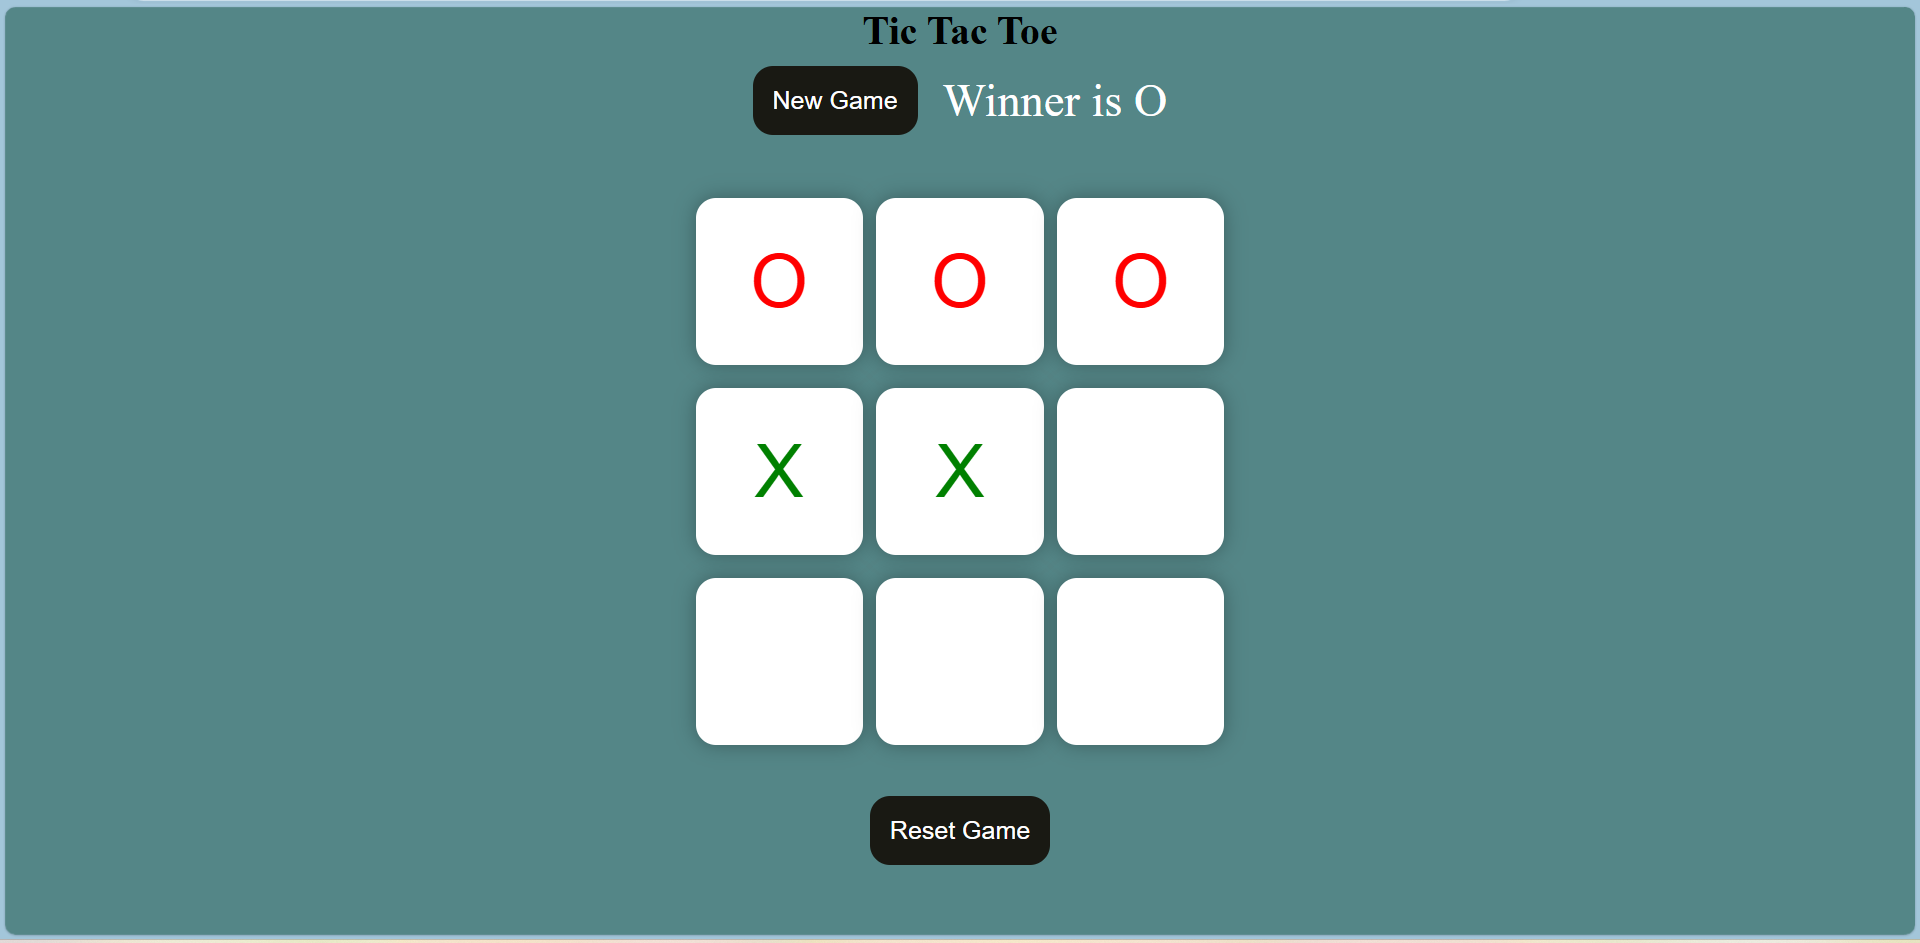 Tic Tac Toe
New Game Winner is O
O O O
X X
Reset Game